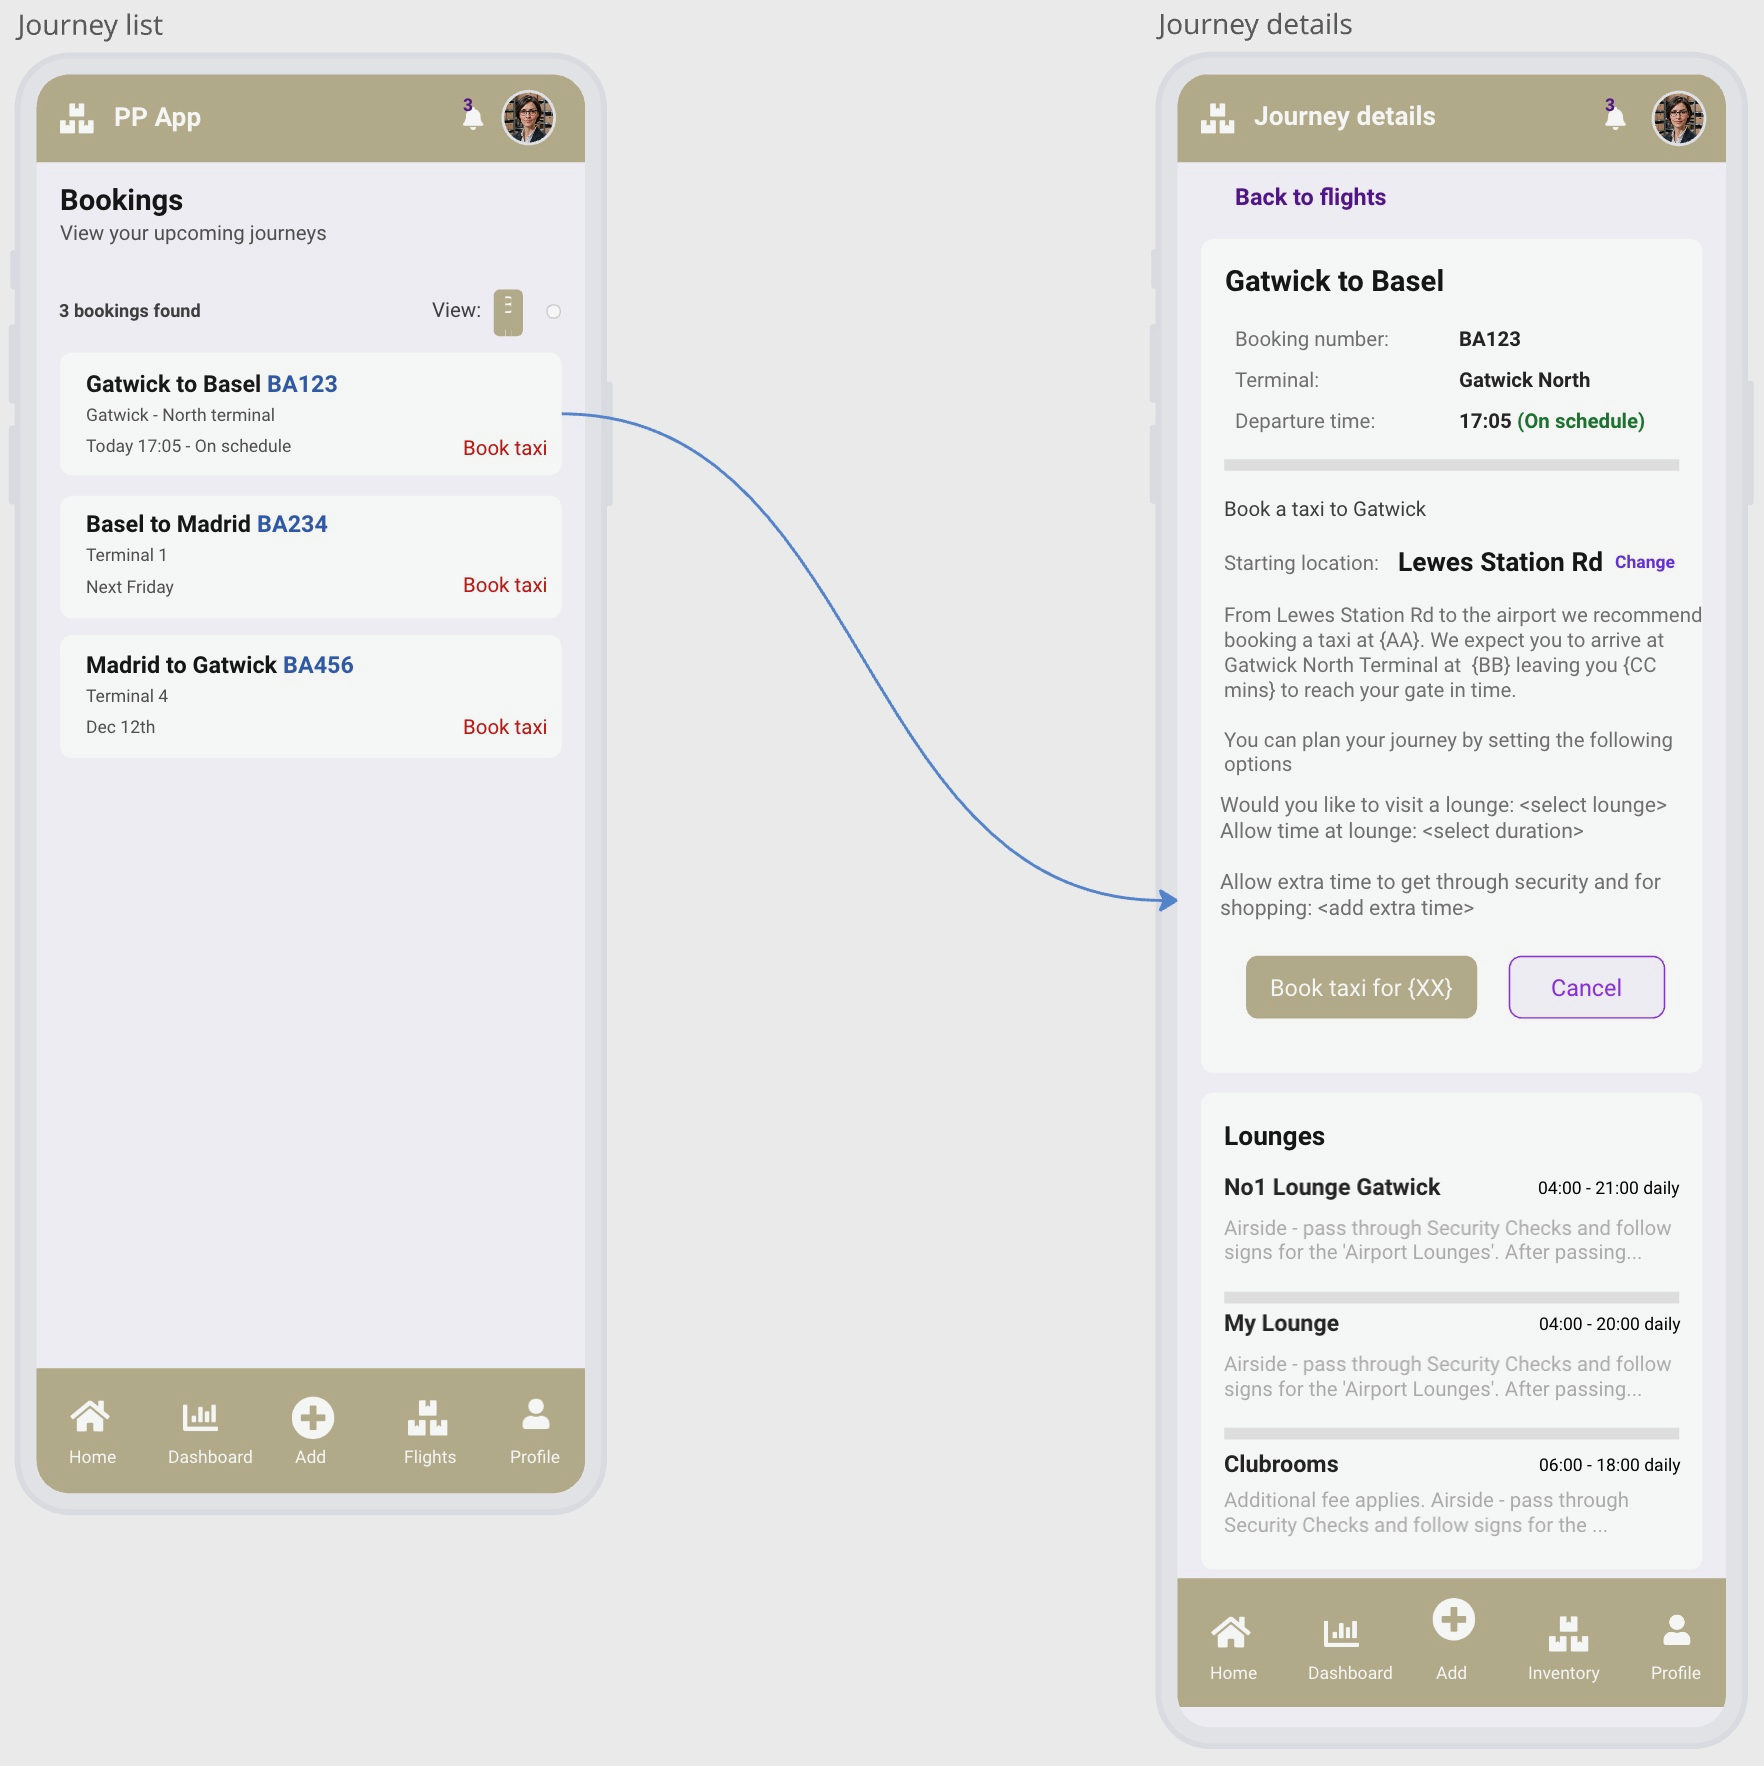 Journey list
3
PP App
Bookings
View your upcoming journeys
3 bookings found
View:
Gatwick to Basel BA123
Gatwick - North terminal
Today 17:05 - On schedule
Book taxi
Basel to Madrid BA234
Terminal 1
Next Friday
Book taxi
Madrid to Gatwick BA456
Terminal 4
Dec 12th
Book taxi
Home
Dashboard
Add
Flights
Profile
Journey details
3
Journey details
Back to flights
Gatwick to Basel
Booking number: BA123
Terminal: Gatwick North
Departure time: 17:05 (On schedule)
Book a taxi to Gatwick
Starting location: Lewes Station Rd Change
From Lewes Station Rd to the airport we recommend
booking a taxi at {AA}. We expect you to arrive at
Gatwick North Terminal at {BB} leaving you {CC
mins} to reach your gate in time.
You can plan your journey by setting the following
options
Would you like to visit a lounge: <select lounge>
Allow time at lounge: <select duration>
Allow extra time to get through security and for
shopping: <add extra time>
Book taxi for {XX}
Cancel
Lounges
No1 Lounge Gatwick 04:00 - 21:00 daily
Airside - pass through Security Checks and follow
signs for the 'Airport Lounges'. After passing...
My Lounge 04:00 - 20:00 daily
Airside - pass through Security Checks and follow
signs for the 'Airport Lounges'. After passing...
Clubrooms 06:00 - 18:00 daily
Additional fee applies. Airside - pass through
Security Checks and follow signs for the ...
Home
Dashboard
Add
Inventory
Profile